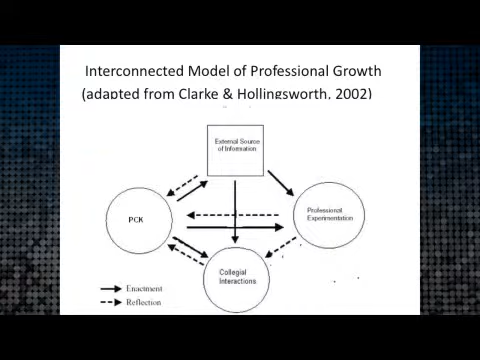 Interconnected Model of Professional Growth
(adapted from Clarke & Hollingsworth, 2002)
External Source
of Information
PCK
Professional
Experimentation
Collegial
Interactions
Enactment
Reflection